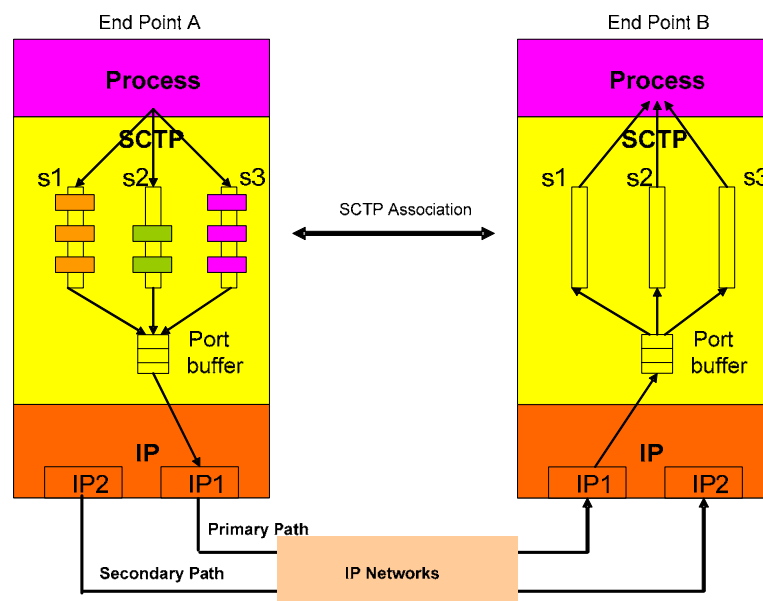 End Point A
End Point B
Process
Process
SCTP
SCTP
s1
s2
s3
s1
s2
s3
SCTP Association
Port
buffer
Port
buffer
IP
IP
IP2
IP1
IP1
IP2
Primary Path
Secondary Path
IP Networks